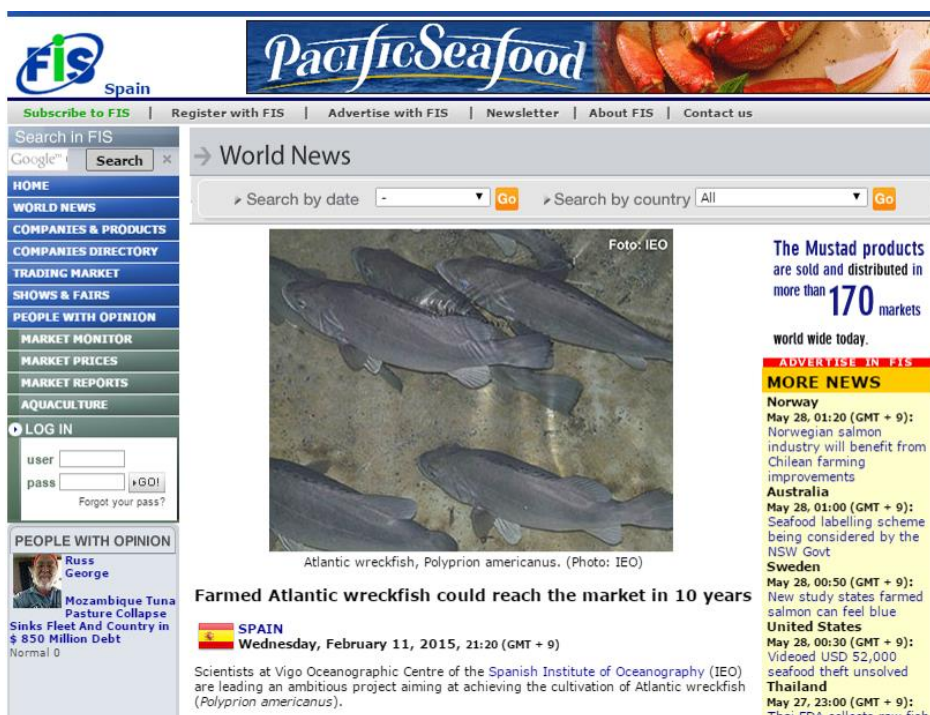 FiS
Spain
PacificSeafood
Subscribe to FIS | Register with FIS | Advertise with FIS | Newsletter | About FIS | Contact us
Search in FIS
Google™ Search ×
HOME
WORLD NEWS
COMPANIES & PRODUCTS
COMPANIES DIRECTORY
TRADING MARKET
SHOWS & FAIRS
PEOPLE WITH OPINION
MARKET MONITOR
MARKET PRICES
MARKET REPORTS
AQUACULTURE
LOG IN
user
pass GO!
Forgot your pass?
PEOPLE WITH OPINION
Russ
George
Mozambique Tuna
Pasture Collapse
Sinks Fleet And Country in
$ 850 Million Debt
Normal 0
World News
Search by date - Go Search by country All Go
Foto: IEO
Atlantic wreckfish, Polyprion americanus. (Photo: IEO)
Farmed Atlantic wreckfish could reach the market in 10 years
SPAIN
Wednesday, February 11, 2015, 21:20 (GMT + 9)
Scientists at Vigo Oceanographic Centre of the Spanish Institute of Oceanography (IEO)
are leading an ambitious project aiming at achieving the cultivation of Atlantic wreckfish
(Polyprion americanus).
The Mustad products
are sold and distributed in
more than 170 markets
world wide today.
ADVERTISE IN FIS
MORE NEWS
Norway
May 28, 01:20 (GMT + 9):
Norwegian salmon
industry will benefit from
Chilean farming
improvements
Australia
May 28, 01:00 (GMT + 9):
Seafood labelling scheme
being considered by the
NSW Govt
Sweden
May 28, 00:50 (GMT + 9):
New study states farmed
salmon can feel blue
United States
May 28, 00:30 (GMT + 9):
Videoed USD 52,000
seafood theft unsolved
Thailand
May 27, 23:00 (GMT + 9):